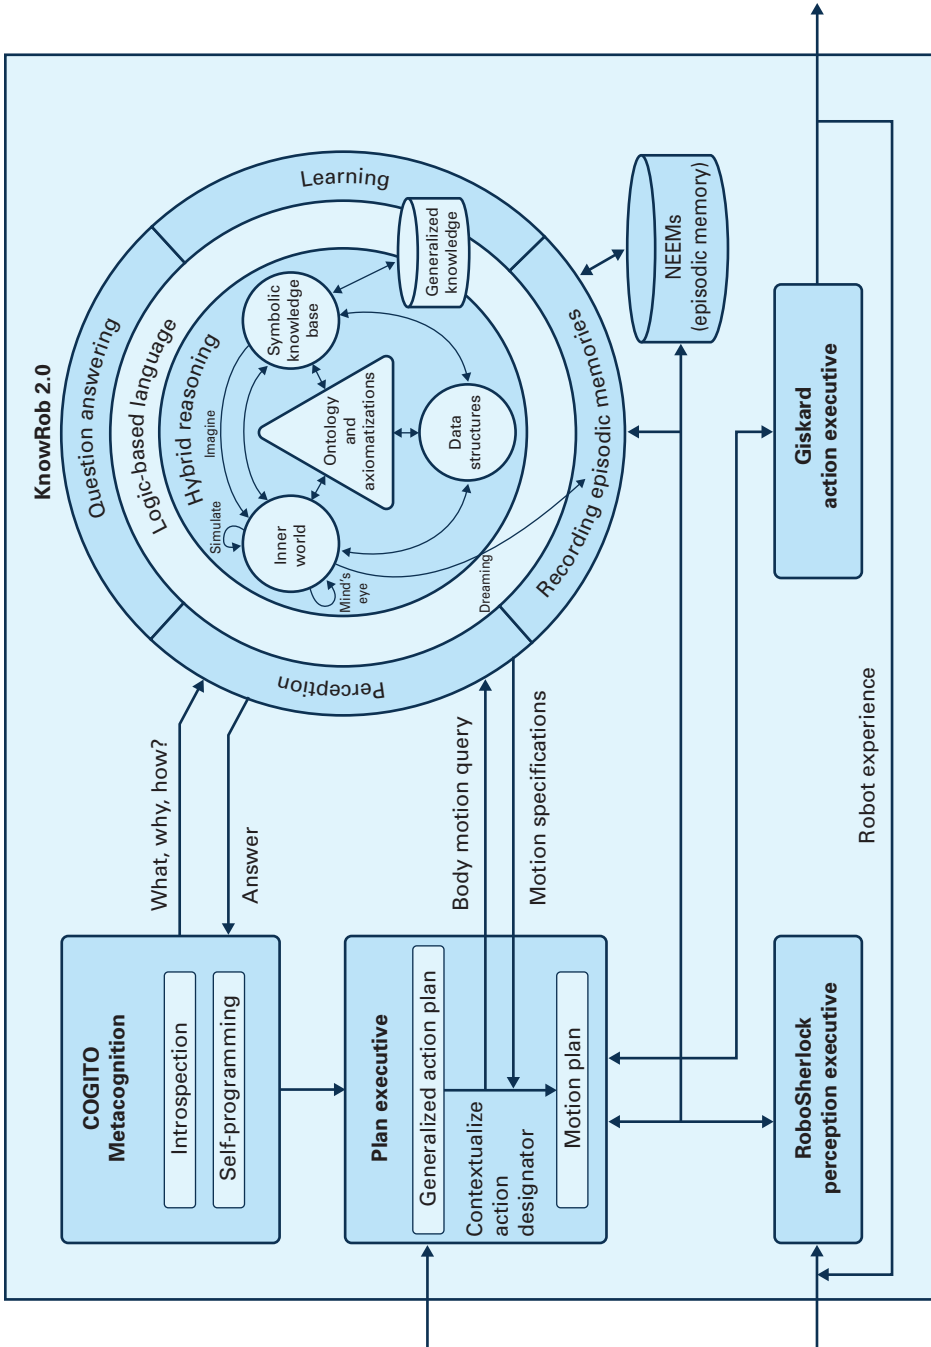 KnowRob 2.0
Question answering
Learning
Perception
Recording episodic memories
Logic-based language
Hybrid reasoning
Imagine
Simulate
Inner
world
Mind's
eye
Dreaming
Symbolic
knowledge
base
Generalized
knowledge
Ontology
and
axiomatizations
Data
structures
NEEMs
(episodic memory)
COGITO
Metacognition
Introspection
Self-programming
What, why, how?
Answer
Plan executive
Generalized action plan
Contextualize
action
designator
Motion plan
Body motion query
Motion specifications
RoboSherlock
perception executive
Giskard
action executive
Robot experience